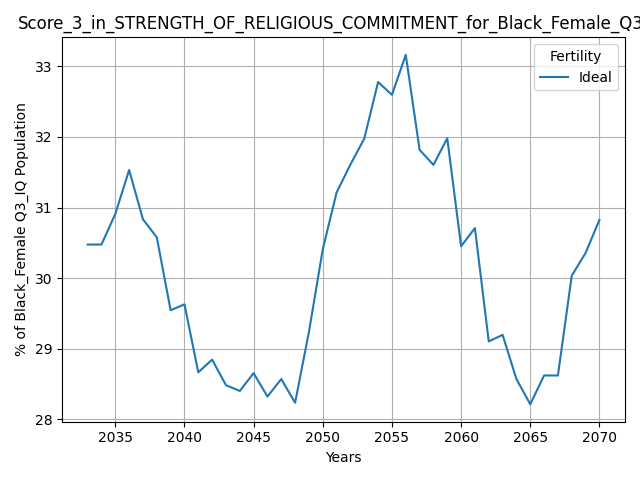 Score_3_in_STRENGTH_OF_RELIGIOUS_COMMITMENT_for_Black_Female_Q3
Fertility
Ideal
% of Black_Female Q3_IQ Population
33
32
31
30
29
28
2035 2040 2045 2050 2055 2060 2065 2070
Years